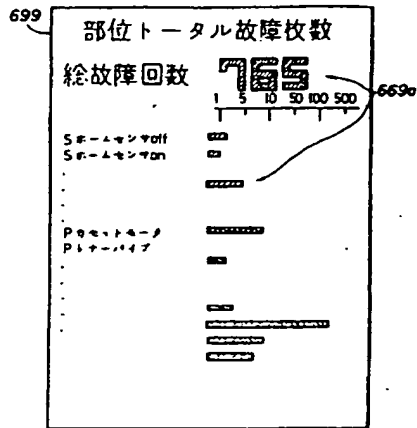 699
部位トータル故障枚数
総故障回数 765
669a
1 5 10 50 100 500
Sホームセンサoff
Sホームセンサon
Pカセットモータ
Pトナーパイプ